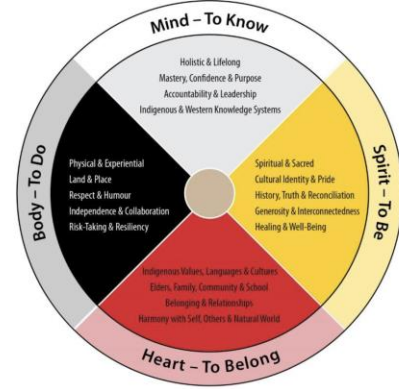 Mind – To Know
Holistic & Lifelong
Mastery, Confidence & Purpose
Accountability & Leadership
Indigenous & Western Knowledge Systems
Body – To Do
Physical & Experiential
Land & Place
Respect & Humour
Independence & Collaboration
Risk-Taking & Resiliency
Spiritual & Sacred
Cultural Identity & Pride
History, Truth & Reconciliation
Generosity & Interconnectedness
Healing & Well-Being
Spirit – To Be
Indigenous Values, Languages & Cultures
Elders, Family, Community & School
Belonging & Relationships
Harmony with Self, Others & Natural World
Heart – To Belong